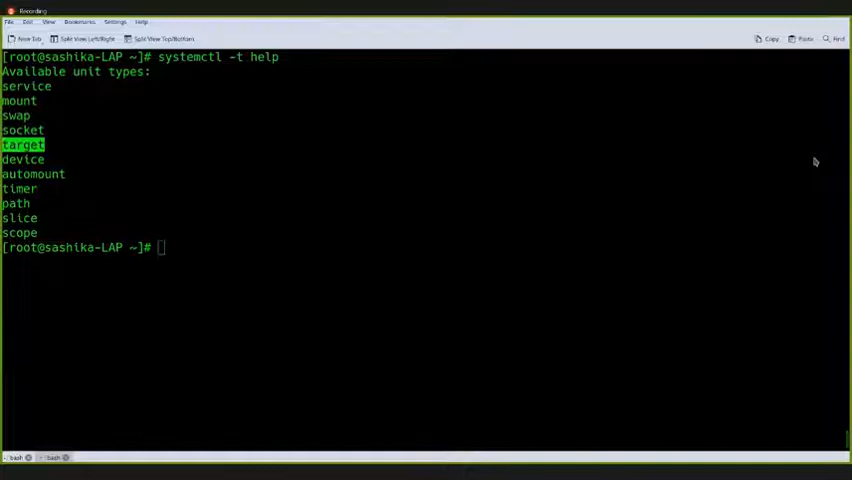 Recording
File Edit View Bookmarks Settings Help
New Tab Split View Left/Right Split View Top/Bottom Copy Paste Find
[root@sashika-LAP ~]# systemctl -t help
Available unit types:
service
mount
swap
socket
target
device
automount
timer
path
slice
scope
[root@sashika-LAP ~]#
- : bash - : bash